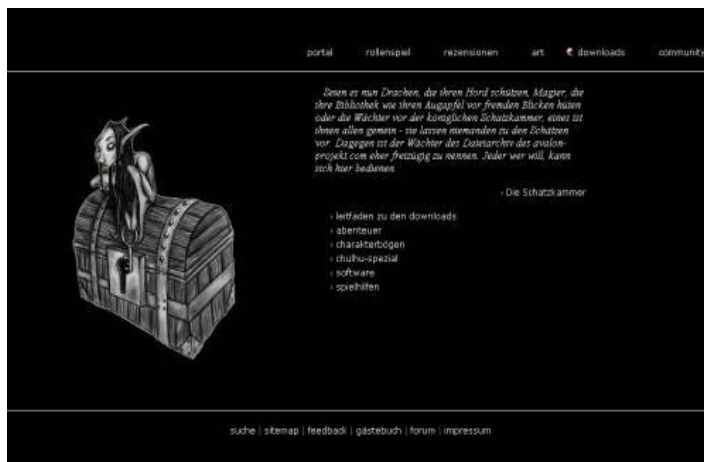 portal rollenspiel rezensionen art downloads community
Seien es nun Drachen, die ihren Hord schützen, Magier, die
ihre Bibliothek wie ihren Augapfel vor fremden Blicken hüten
oder die Wächter vor der königlichen Schatzkammer, eines ist
ihnen allen gemein - sie lassen niemanden zu den Schätzen
vor. Dagegen ist der Wächter des Dateiarchiv des avalon-
projekt.com eher freizügig zu nennen. Jeder wer will, kann
sich hier bedienen.
› Die Schatzkammer
› leitfaden zu den downloads
› abenteuer
› charakterbögen
› cthulhu-spezial
› software
› spielhilfen
suche | sitemap | feedback | gästebuch | forum | impressum